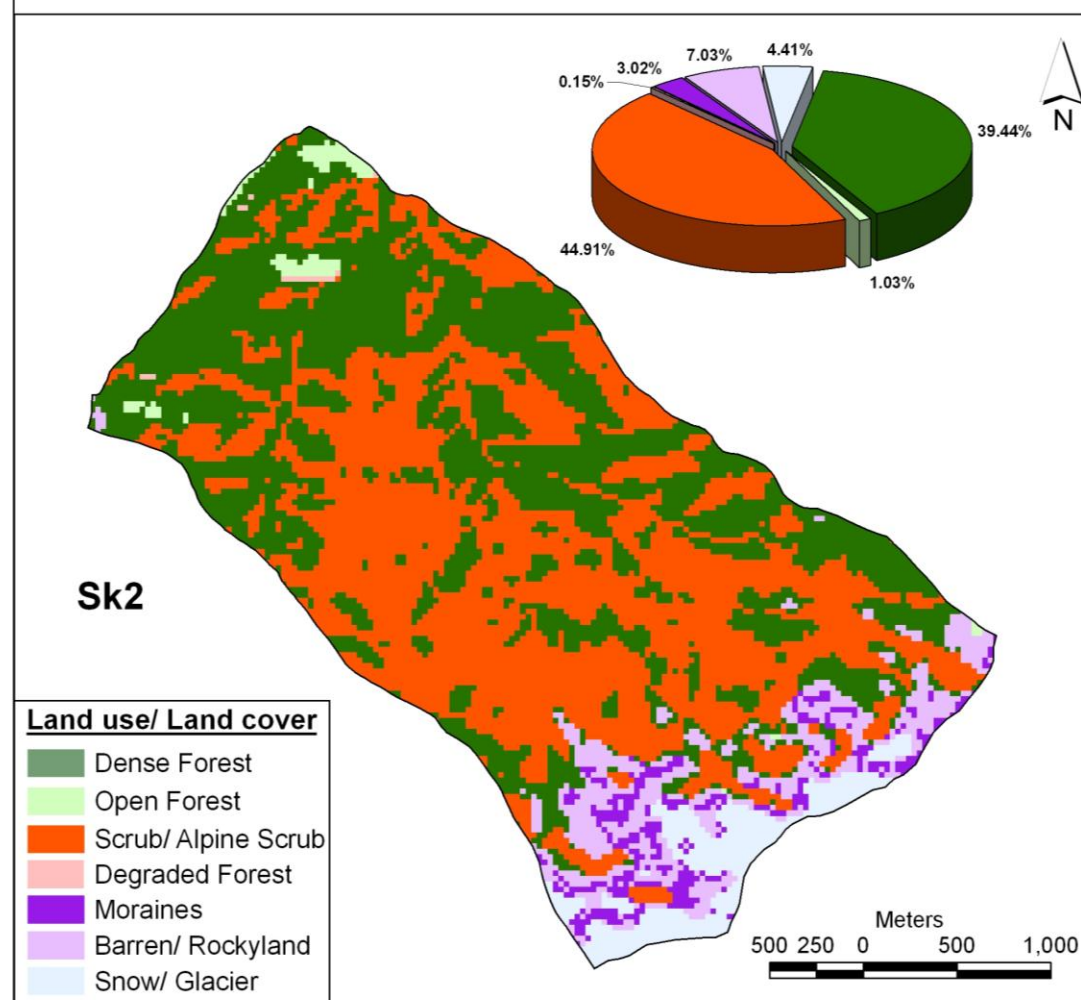 4.41%
7.03%
3.02%
0.15%
39.44%
N
44.91%
1.03%
Sk2
Land use/ Land cover
Dense Forest
Open Forest
Scrub/ Alpine Scrub
Degraded Forest
Moraines
Barren/ Rockyland
Snow/ Glacier
Meters
500 250 0 500 1,000